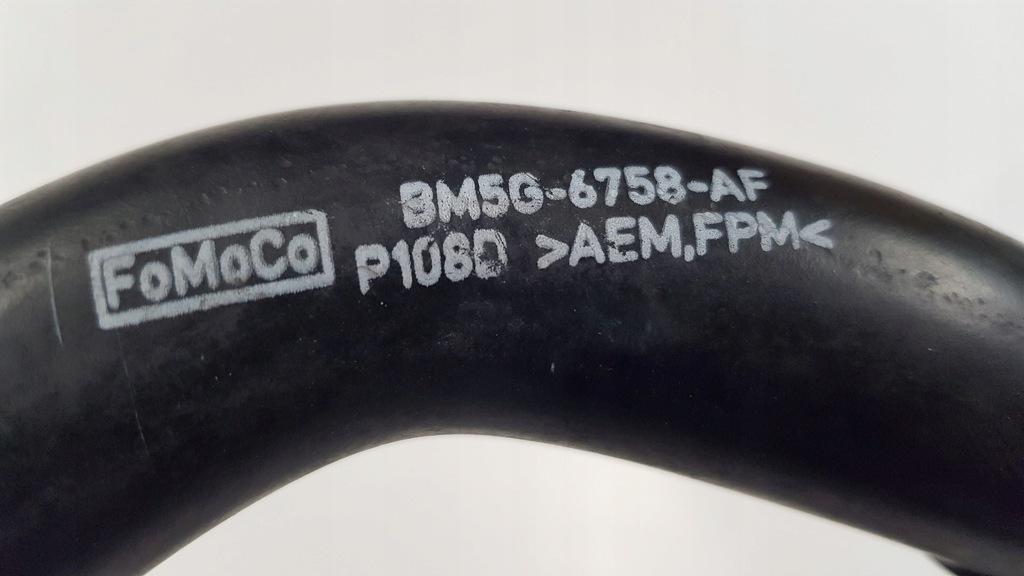 FoMoCo
BM5G-6758-AF
P108D >AEM,FPM<